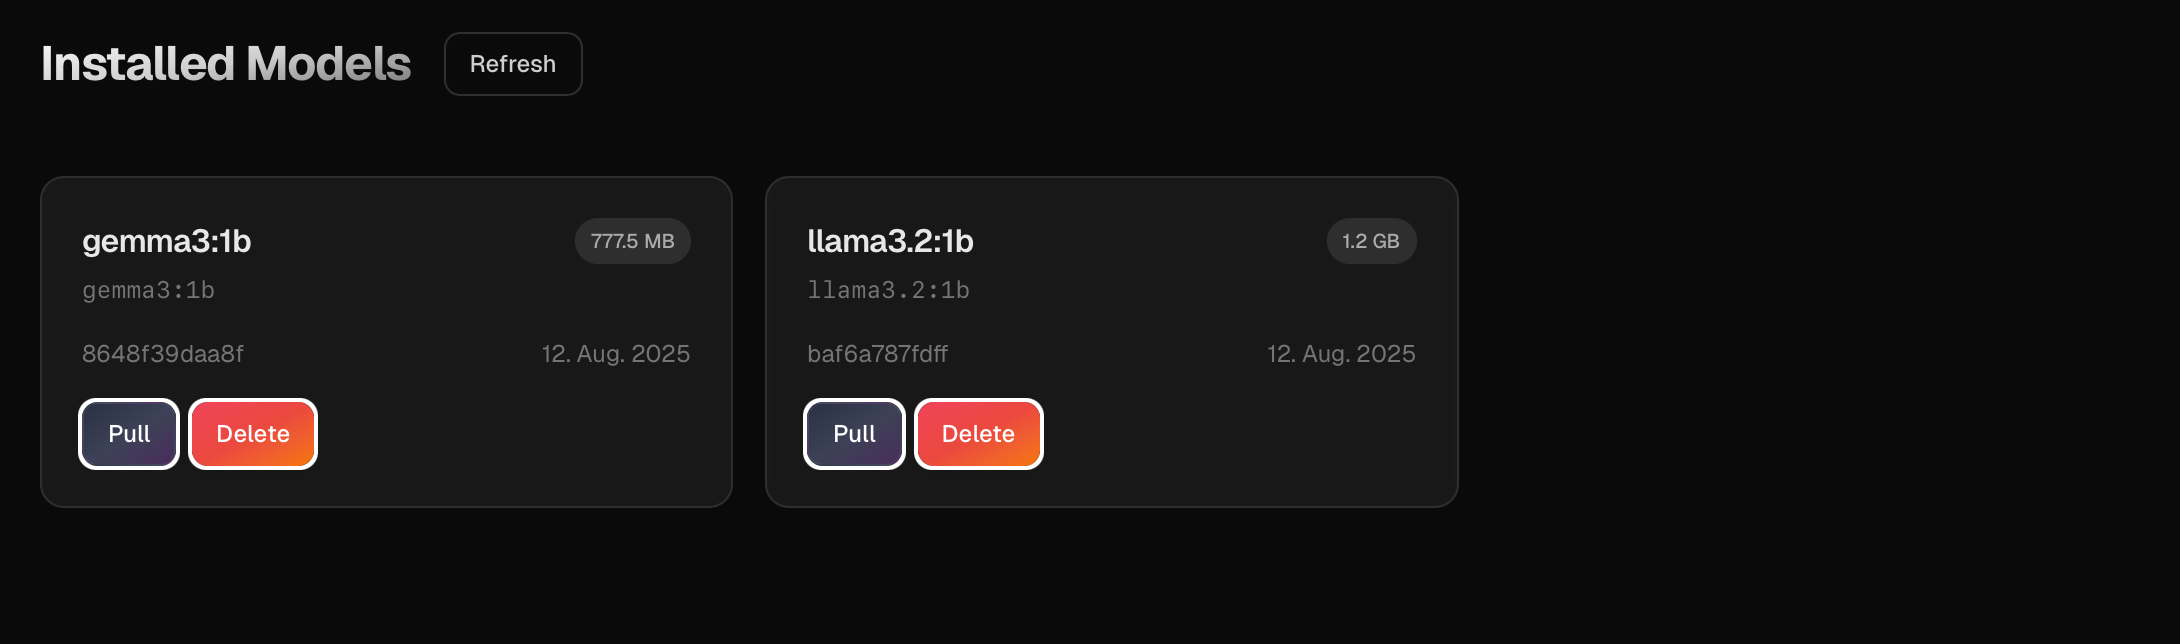 Installed Models
Refresh
gemma3:1b
777.5 MB
gemma3:1b
8648f39daa8f
12. Aug. 2025
Pull
Delete
llama3.2:1b
1.2 GB
llama3.2:1b
baf6a787fdff
12. Aug. 2025
Pull
Delete